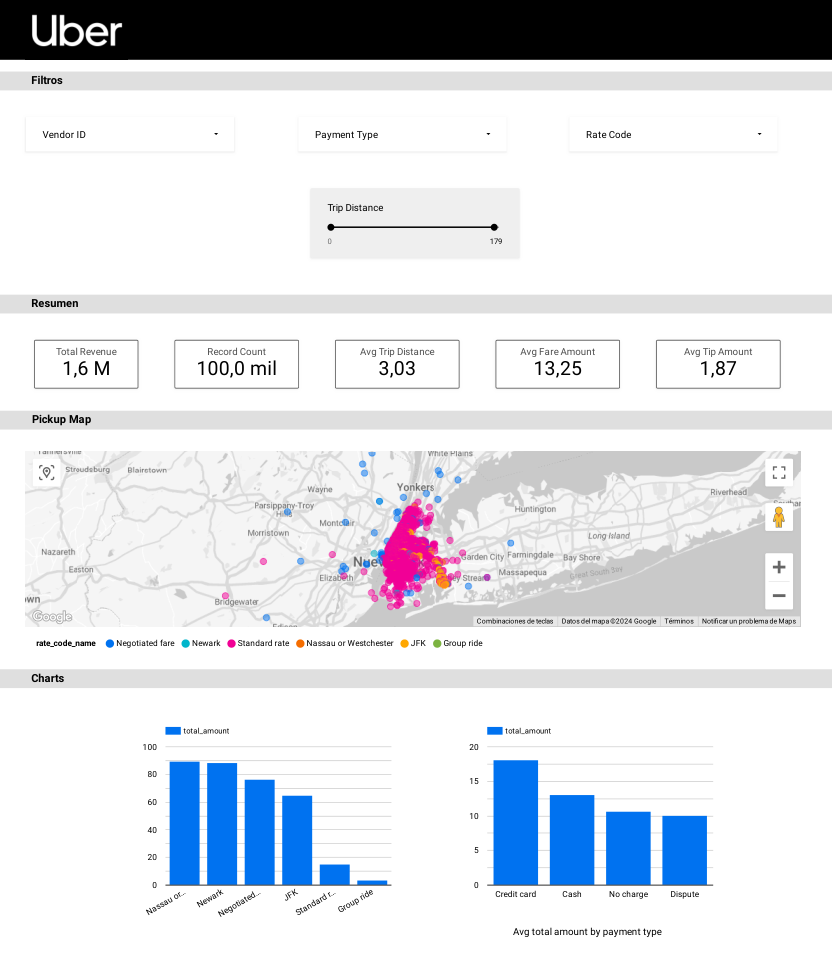 Uber
Filtros
Vendor ID
Payment Type
Rate Code
Trip Distance
0
179
Resumen
Total Revenue
1,6 M
Record Count
100,0 mil
Avg Trip Distance
3,03
Avg Fare Amount
13,25
Avg Tip Amount
1,87
Pickup Map
Stroudsburg
Blairetown
White Plains
Yonkers
Wayne
Parsippany-Troy
Riverhead
Huntington
Morristown
Long Island
Nazareth
Garden City
Farmingdale
Bay Shore
Easton
Elizabeth
Massapequa
Great South Bay
Bridgewater
Google
Combinaciones de teclas
Datos del mapa ©2024 Google
Términos
Notificar un problema de Maps
rate_code_name
Negotiated fare
Newark
Standard rate
Nassau or Westchester
JFK
Group ride
Charts
total_amount
100
80
60
40
20
0
Nassau or...
Newark
Negotiated...
JFK
Standard r...
Group ride
total_amount
20
15
10
5
0
Credit card
Cash
No charge
Dispute
Avg total amount by payment type